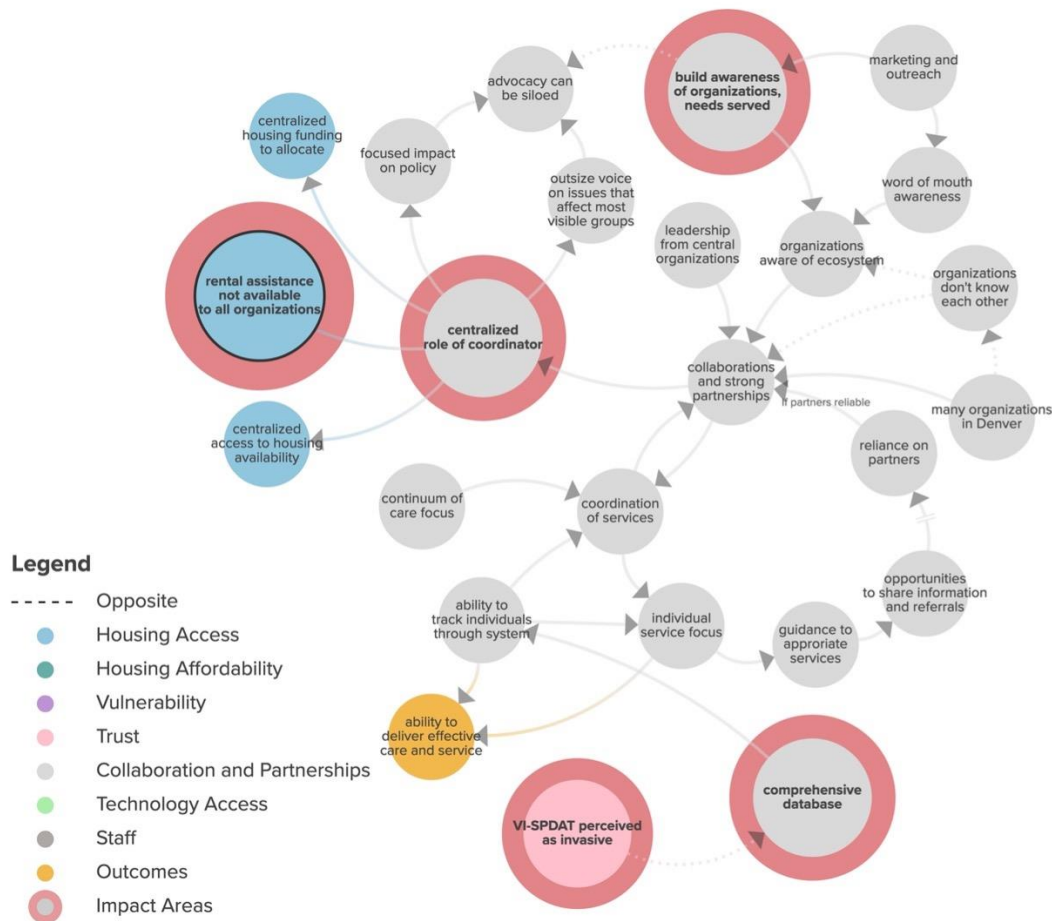 build awareness
of organizations,
needs served
marketing and
outreach
advocacy can
be siloed
centralized
housing funding
to allocate
focused impact
on policy
outsize voice
on issues that
affect most
visible groups
word of mouth
awareness
leadership
from central
organizations
organizations
aware of ecosystem
organizations
don't know
each other
rental assistance
not available
to all organizations
centralized
role of coordinator
collaborations
and strong
partnerships
If partners reliable
many organizations
in Denver
centralized
access to housing
availability
reliance on
partners
continuum of
care focus
coordination
of services
opportunities
to share information
and referrals
ability to
track individuals
through system
individual
service focus
guidance to
approriate
services
ability to
deliver effective
care and service
comprehensive
database
VI-SPDAT perceived
as invasive
Legend
Opposite
Housing Access
Housing Affordability
Vulnerability
Trust
Collaboration and Partnerships
Technology Access
Staff
Outcomes
Impact Areas